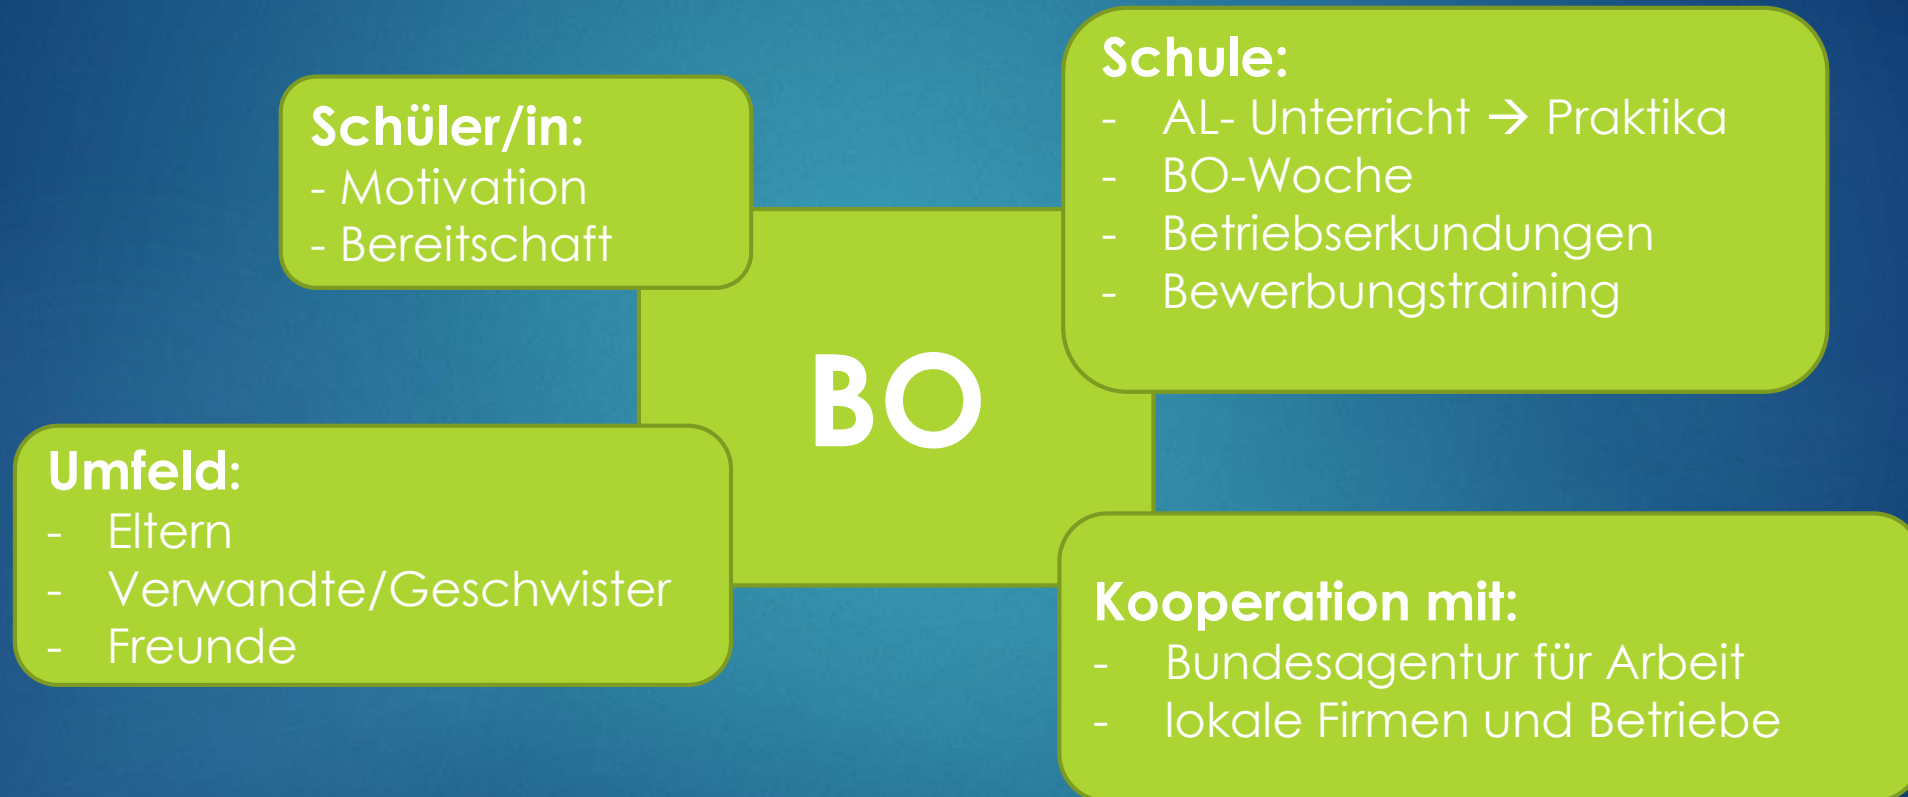 Schüler/in:
- Motivation
- Bereitschaft
Schule:
- AL- Unterricht → Praktika
- BO-Woche
- Betriebserkundungen
- Bewerbungstraining
BO
Umfeld:
- Eltern
- Verwandte/Geschwister
- Freunde
Kooperation mit:
- Bundesagentur für Arbeit
- lokale Firmen und Betriebe